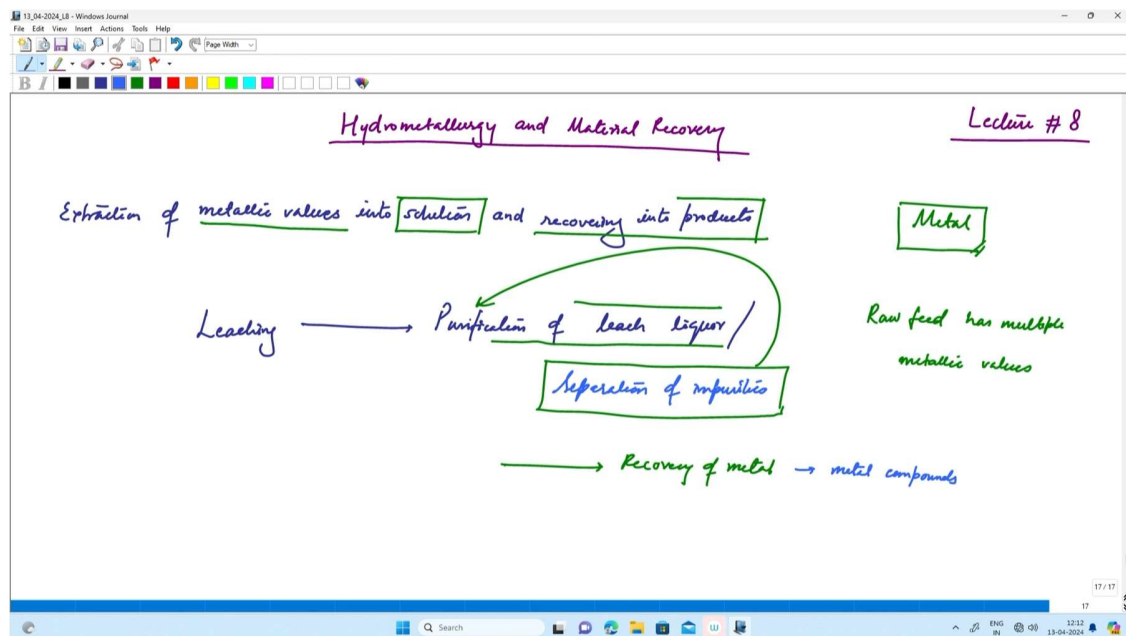 13_04-2024_L8 - Windows Journal
File Edit View Insert Actions Tools Help
Page Width
B I
Hydrometallurgy and Material Recovery
Lecture # 8
Extraction of metallic values into solution and recovering into products
Metal
Leaching → Purification of leach liquor /
Raw feed has multiple
metallic values
Seperation of impurities
→ Recovery of metal → metal compounds
17 / 17
17
Search
ENG
IN
12:12
13-04-2024